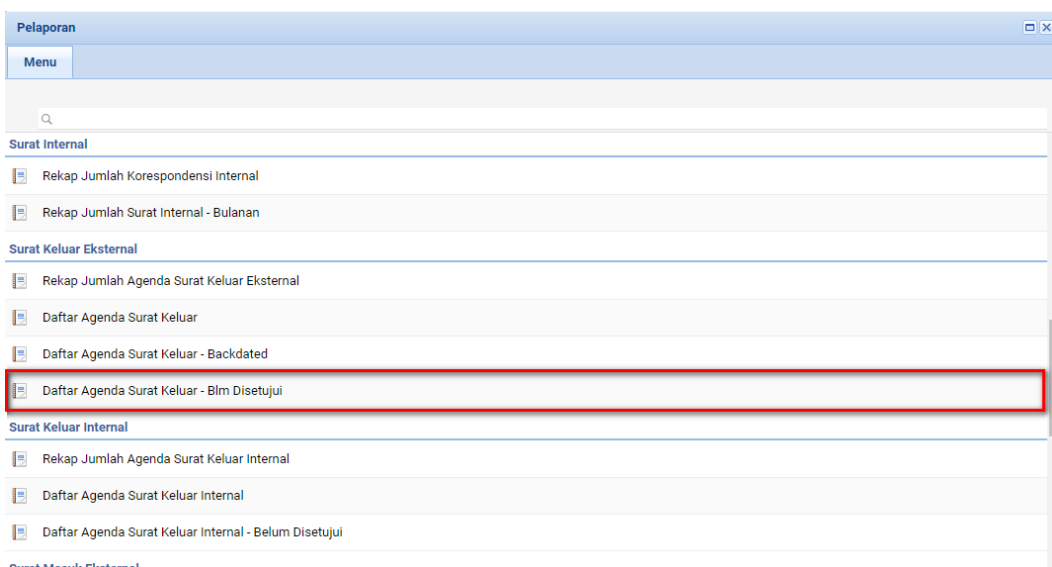 Pelaporan
Menu
Surat Internal
Rekap Jumlah Korespondensi Internal
Rekap Jumlah Surat Internal - Bulanan
Surat Keluar Eksternal
Rekap Jumlah Agenda Surat Keluar Eksternal
Daftar Agenda Surat Keluar
Daftar Agenda Surat Keluar - Backdated
Daftar Agenda Surat Keluar - Blm Disetujui
Surat Keluar Internal
Rekap Jumlah Agenda Surat Keluar Internal
Daftar Agenda Surat Keluar Internal
Daftar Agenda Surat Keluar Internal - Belum Disetujui
Surat Masuk Eksternal